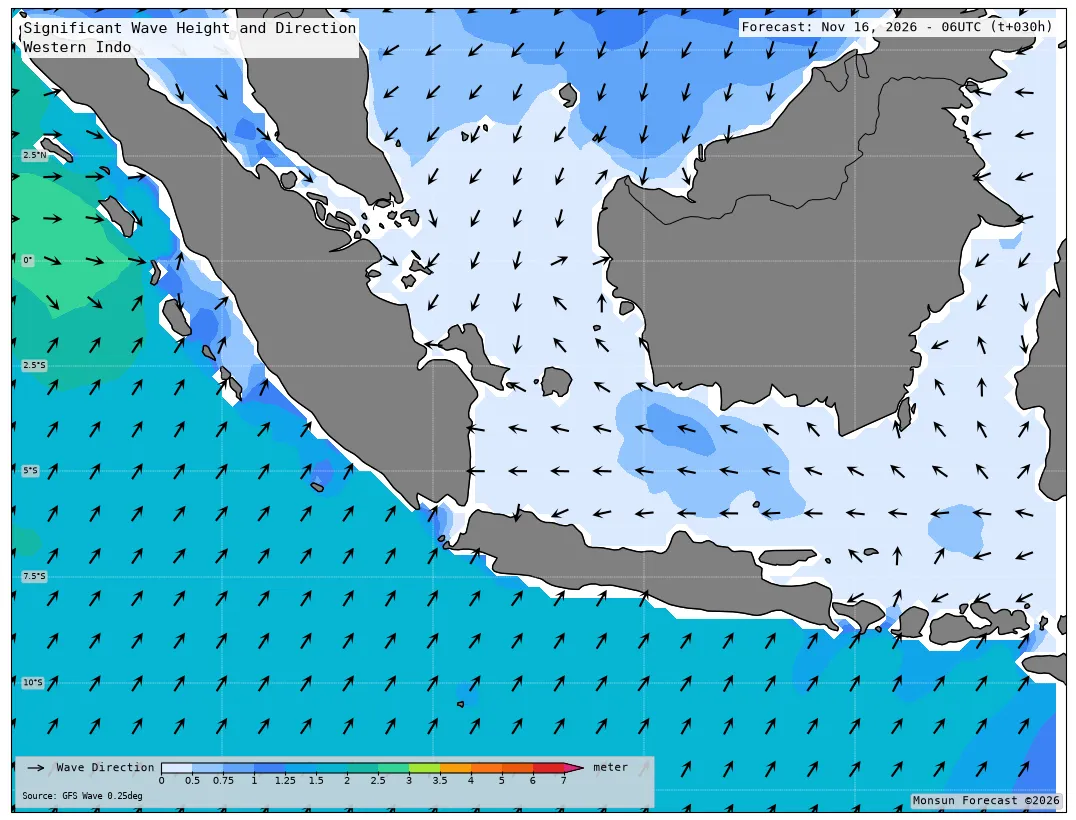 Significant Wave Height and Direction
Western Indo
Forecast: Nov 16, 2026 - 06UTC (t+030h)
2.5°N
0°
2.5°S
5°S
7.5°S
10°S
Wave Direction
0 0.5 0.75 1 1.25 1.5 2 2.5 3 3.5 4 5 6 7
meter
Source: GFS Wave 0.25deg
Monsun Forecast ©2026